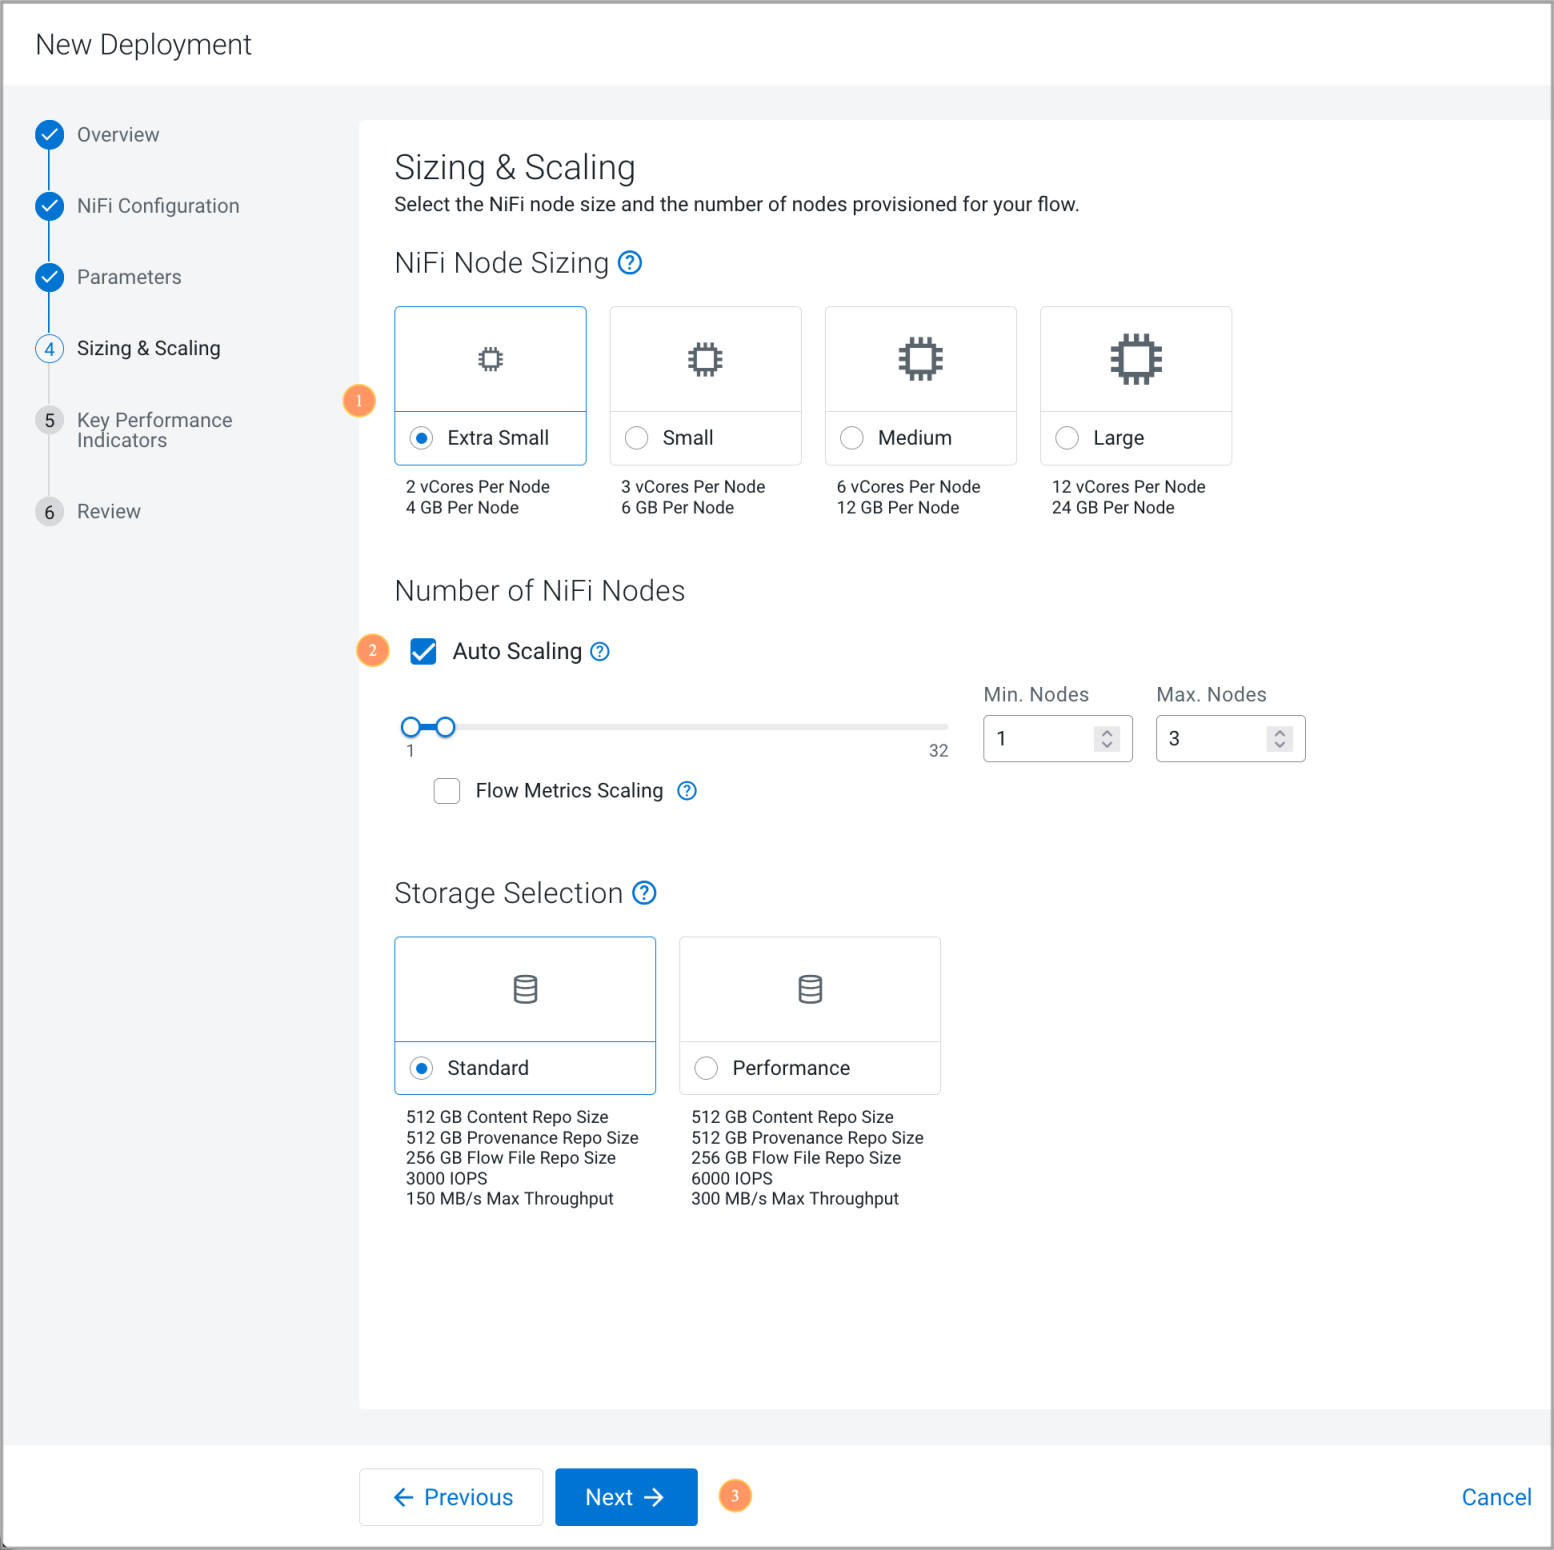 New Deployment
Overview
NiFi Configuration
Parameters
4 Sizing & Scaling
5 Key Performance
Indicators
6 Review
Sizing & Scaling
Select the NiFi node size and the number of nodes provisioned for your flow.
NiFi Node Sizing ?
1
Extra Small
2 vCores Per Node
4 GB Per Node
Small
3 vCores Per Node
6 GB Per Node
Medium
6 vCores Per Node
12 GB Per Node
Large
12 vCores Per Node
24 GB Per Node
Number of NiFi Nodes
2 Auto Scaling ?
1 32
Min. Nodes
1
Max. Nodes
3
Flow Metrics Scaling ?
Storage Selection ?
Standard
512 GB Content Repo Size
512 GB Provenance Repo Size
256 GB Flow File Repo Size
3000 IOPS
150 MB/s Max Throughput
Performance
512 GB Content Repo Size
512 GB Provenance Repo Size
256 GB Flow File Repo Size
6000 IOPS
300 MB/s Max Throughput
← Previous
Next →
3
Cancel